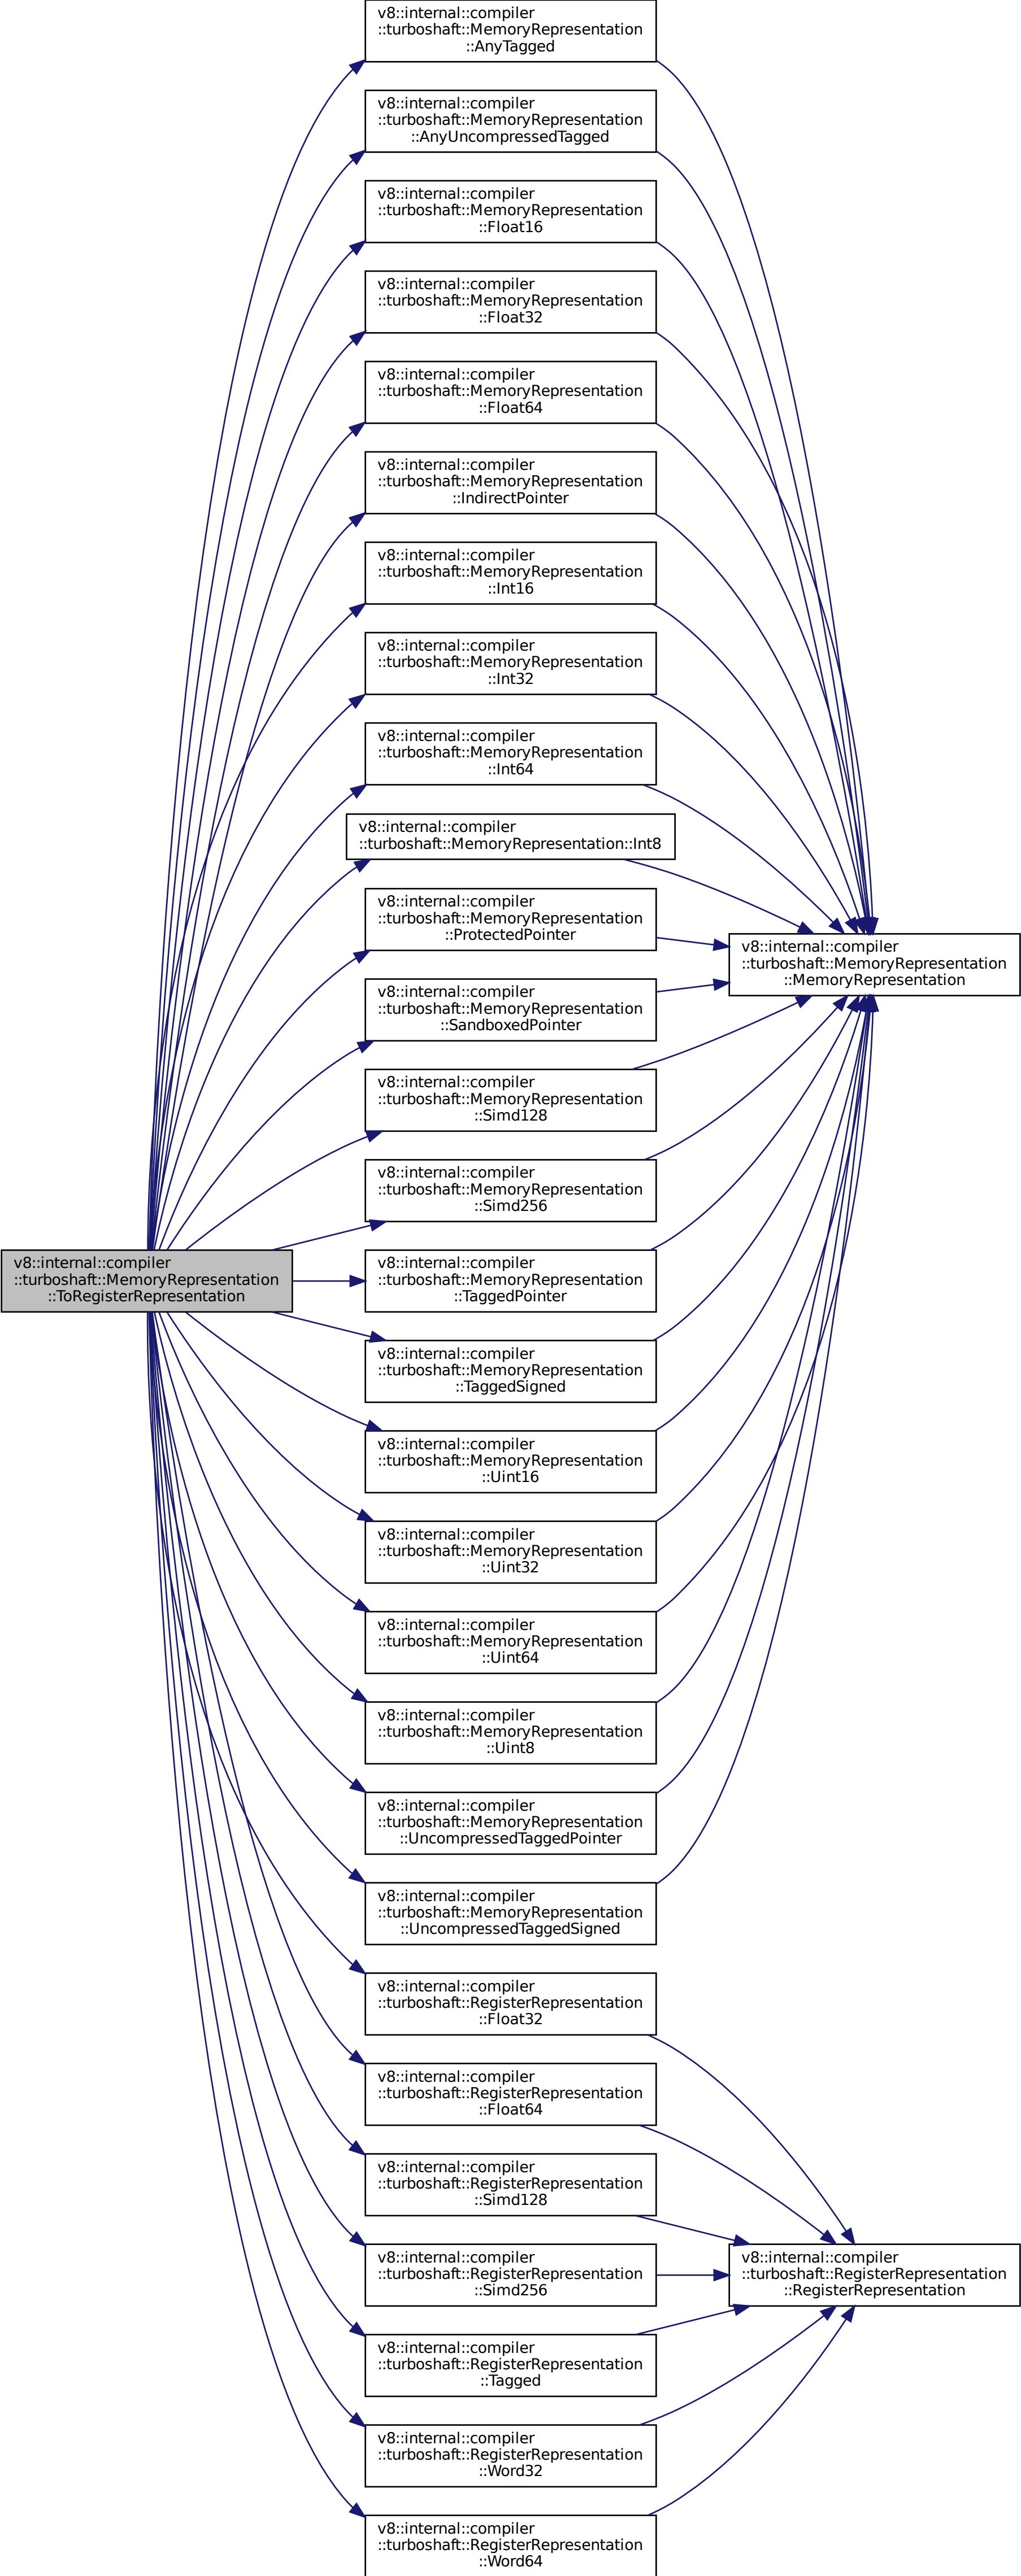 v8::internal::compiler
::turboshaft::MemoryRepresentation
::AnyTagged
v8::internal::compiler
::turboshaft::MemoryRepresentation
::AnyUncompressedTagged
v8::internal::compiler
::turboshaft::MemoryRepresentation
::Float16
v8::internal::compiler
::turboshaft::MemoryRepresentation
::Float32
v8::internal::compiler
::turboshaft::MemoryRepresentation
::Float64
v8::internal::compiler
::turboshaft::MemoryRepresentation
::IndirectPointer
v8::internal::compiler
::turboshaft::MemoryRepresentation
::Int16
v8::internal::compiler
::turboshaft::MemoryRepresentation
::Int32
v8::internal::compiler
::turboshaft::MemoryRepresentation
::Int64
v8::internal::compiler
::turboshaft::MemoryRepresentation::Int8
v8::internal::compiler
::turboshaft::MemoryRepresentation
::ProtectedPointer
v8::internal::compiler
::turboshaft::MemoryRepresentation
::MemoryRepresentation
v8::internal::compiler
::turboshaft::MemoryRepresentation
::SandboxedPointer
v8::internal::compiler
::turboshaft::MemoryRepresentation
::Simd128
v8::internal::compiler
::turboshaft::MemoryRepresentation
::Simd256
v8::internal::compiler
::turboshaft::MemoryRepresentation
::ToRegisterRepresentation
v8::internal::compiler
::turboshaft::MemoryRepresentation
::TaggedPointer
v8::internal::compiler
::turboshaft::MemoryRepresentation
::TaggedSigned
v8::internal::compiler
::turboshaft::MemoryRepresentation
::Uint16
v8::internal::compiler
::turboshaft::MemoryRepresentation
::Uint32
v8::internal::compiler
::turboshaft::MemoryRepresentation
::Uint64
v8::internal::compiler
::turboshaft::MemoryRepresentation
::Uint8
v8::internal::compiler
::turboshaft::MemoryRepresentation
::UncompressedTaggedPointer
v8::internal::compiler
::turboshaft::MemoryRepresentation
::UncompressedTaggedSigned
v8::internal::compiler
::turboshaft::RegisterRepresentation
::Float32
v8::internal::compiler
::turboshaft::RegisterRepresentation
::Float64
v8::internal::compiler
::turboshaft::RegisterRepresentation
::Simd128
v8::internal::compiler
::turboshaft::RegisterRepresentation
::Simd256
v8::internal::compiler
::turboshaft::RegisterRepresentation
::RegisterRepresentation
v8::internal::compiler
::turboshaft::RegisterRepresentation
::Tagged
v8::internal::compiler
::turboshaft::RegisterRepresentation
::Word32
v8::internal::compiler
::turboshaft::RegisterRepresentation
::Word64